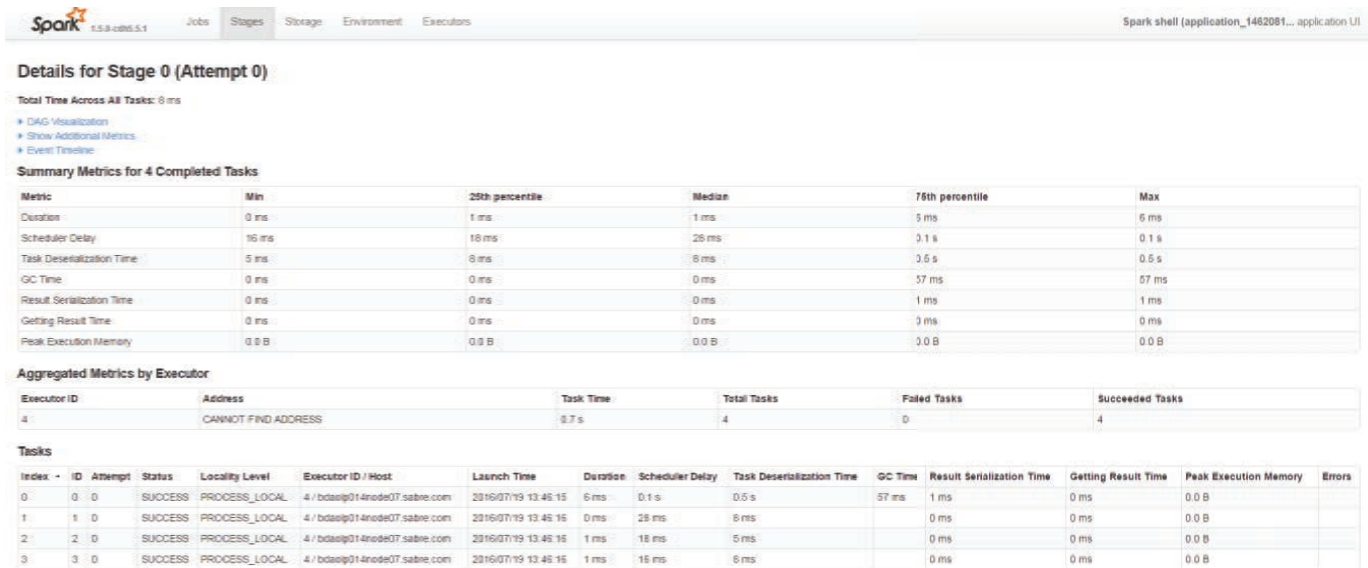 Spark 1.5.0-cdh5.5.1 Jobs Stages Storage Environment Executors Spark shell (application_1462081... application UI
Details for Stage 0 (Attempt 0)
Total Time Across All Tasks: 8 ms
DAG Visualization
Show Additional Metrics
Event Timeline
Summary Metrics for 4 Completed Tasks
Metric Min 25th percentile Median 75th percentile Max
Duration 0 ms 1 ms 1 ms 6 ms 6 ms
Scheduler Delay 16 ms 18 ms 28 ms 0.1 s 0.1 s
Task Deserialization Time 5 ms 8 ms 8 ms 0.5 s 0.5 s
GC Time 0 ms 0 ms 0 ms 57 ms 57 ms
Result Serialization Time 0 ms 0 ms 0 ms 1 ms 1 ms
Getting Result Time 0 ms 0 ms 0 ms 0 ms 0 ms
Peak Execution Memory 0.0 B 0.0 B 0.0 B 0.0 B 0.0 B
Aggregated Metrics by Executor
Executor ID Address Task Time Total Tasks Failed Tasks Succeeded Tasks
4 CANNOT FIND ADDRESS 0.7 s 4 0 4
Tasks
Index ID Attempt Status Locality Level Executor ID / Host Launch Time Duration Scheduler Delay Task Deserialization Time GC Time Result Serialization Time Getting Result Time Peak Execution Memory Errors
0 0 0 SUCCESS PROCESS_LOCAL 4 / 2016/07/19 13:46:15 6 ms 0.1 s 0.5 s 57 ms 1 ms 0 ms 0.0 B
1 1 0 SUCCESS PROCESS_LOCAL 4 / 2016/07/19 13:46:16 0 ms 28 ms 8 ms 0 ms 0 ms 0.0 B
2 2 0 SUCCESS PROCESS_LOCAL 4 / 2016/07/19 13:46:16 1 ms 18 ms 5 ms 0 ms 0 ms 0.0 B
3 3 0 SUCCESS PROCESS_LOCAL 4 / 2016/07/19 13:46:16 1 ms 16 ms 8 ms 0 ms 0 ms 0.0 B